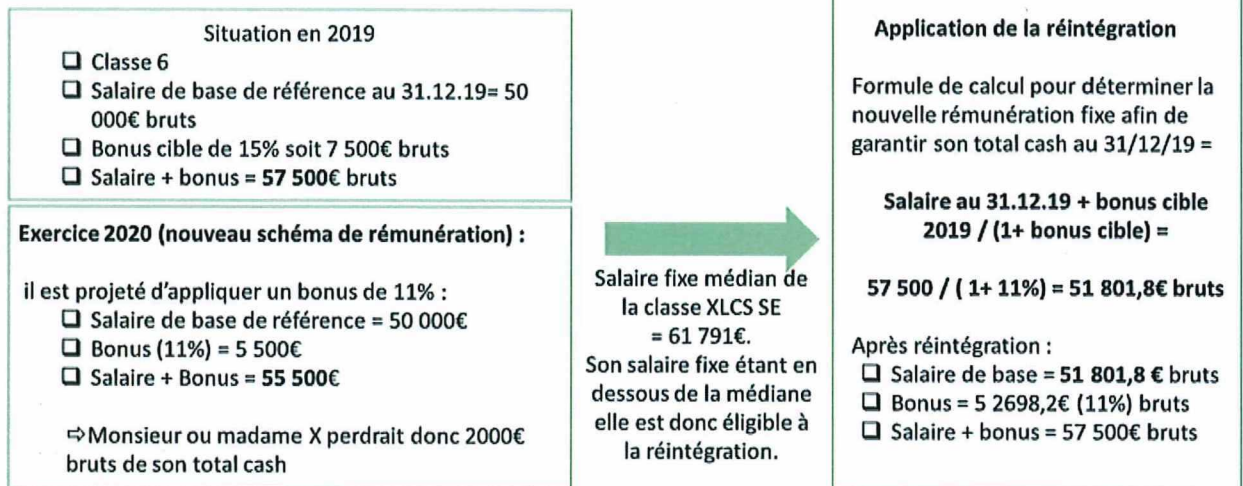 Situation en 2019
❑ Classe 6
❑ Salaire de base de référence au 31.12.19= 50
000€ bruts
❑ Bonus cible de 15% soit 7 500€ bruts
❑ Salaire + bonus = 57 500€ bruts
Exercice 2020 (nouveau schéma de rémunération) :
il est projeté d'appliquer un bonus de 11% :
❑ Salaire de base de référence = 50 000€
❑ Bonus (11%) = 5 500€
❑ Salaire + Bonus = 55 500€
⇨Monsieur ou madame X perdrait donc 2000€
bruts de son total cash
Salaire fixe médian de
la classe XLCS SE
= 61 791€.
Son salaire fixe étant en
dessous de la médiane
elle est donc éligible à
la réintégration.
Application de la réintégration
Formule de calcul pour déterminer la
nouvelle rémunération fixe afin de
garantir son total cash au 31/12/19 =
Salaire au 31.12.19 + bonus cible
2019 / (1+ bonus cible) =
57 500 / ( 1+ 11%) = 51 801,8€ bruts
Après réintégration :
❑ Salaire de base = 51 801,8 € bruts
❑ Bonus = 5 2698,2€ (11%) bruts
❑ Salaire + bonus = 57 500€ bruts